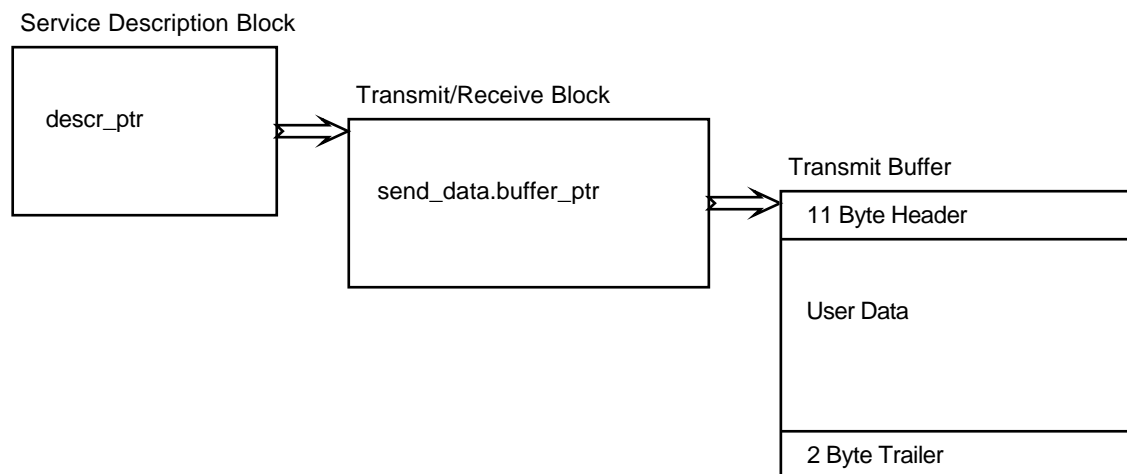 Service Description Block
descr_ptr
Transmit/Receive Block
send_data.buffer_ptr
Transmit Buffer
11 Byte Header
User Data
2 Byte Trailer